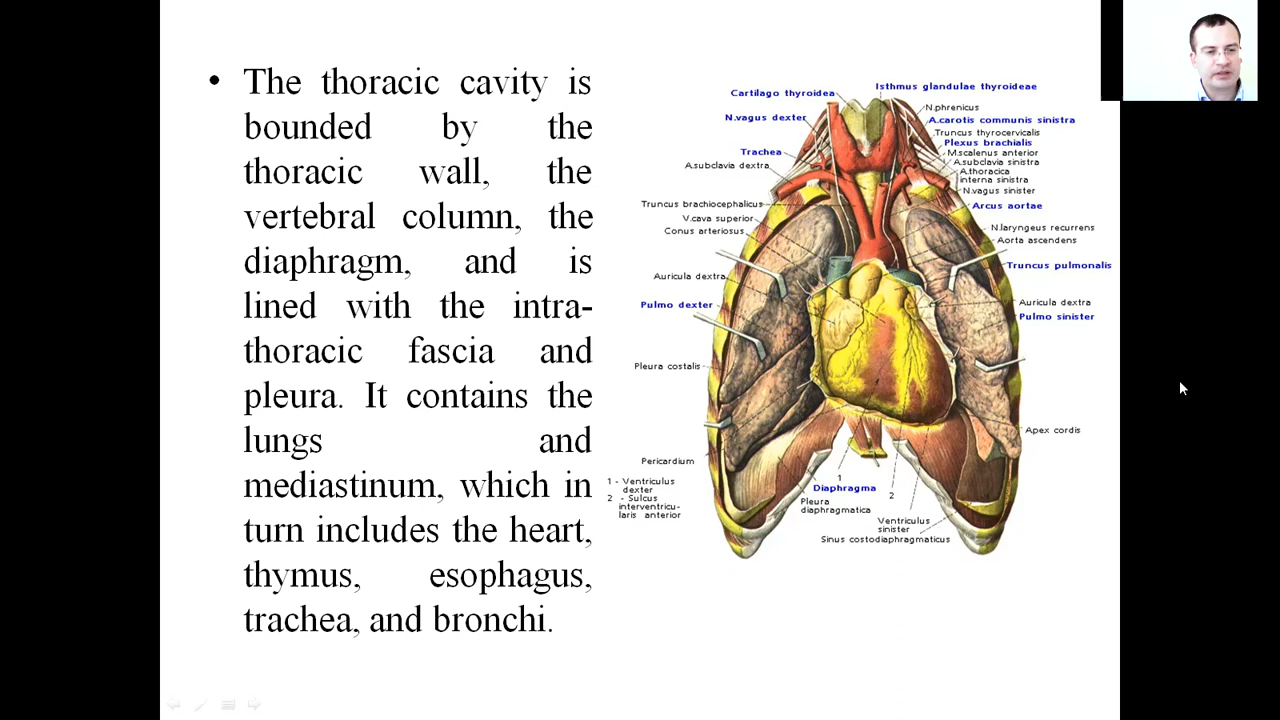 • The thoracic cavity is
bounded by the
thoracic wall, the
vertebral column, the
diaphragm, and is
lined with the intra-
thoracic fascia and
pleura. It contains the
lungs and
mediastinum, which in
turn includes the heart,
thymus, esophagus,
trachea, and bronchi.
Cartilago thyroidea
N.vagus dexter
Trachea
A.subclavia dextra
Truncus brachiocephalicus
V.cava superior
Conus arteriosus
Auricula dextra
Pulmo dexter
Pleura costalis
Pericardium
1 - Ventriculus
dexter
2 - Sulcus
interventricu-
laris anterior
Isthmus glandulae thyroideae
N.phrenicus
A.carotis communis sinistra
Truncus thyrocervicalis
Plexus brachialis
M.scalenus anterior
A.subclavia sinistra
A.thoracica
interna sinistra
N.vagus sinister
Arcus aortae
N.laryngeus recurrens
Aorta ascendens
Truncus pulmonalis
Auricula dextra
Pulmo sinister
Apex cordis
1
Diaphragma
2
Pleura
diaphragmatica
Ventriculus
sinister
Sinus costodiaphragmaticus